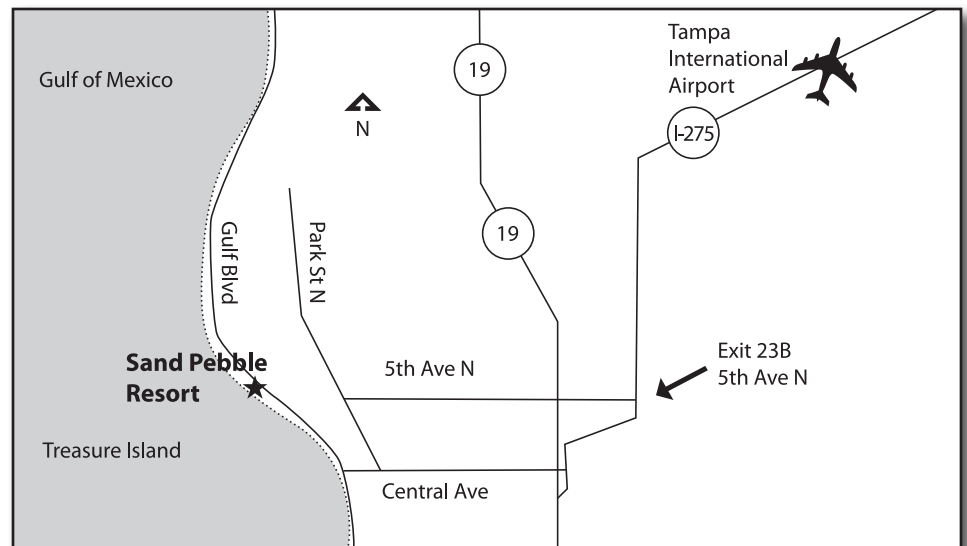 Gulf of Mexico
Tampa
International
Airport
19
N
I-275
19
Gulf Blvd
Park St N
Sand Pebble
Resort
5th Ave N
Exit 23B
5th Ave N
Treasure Island
Central Ave